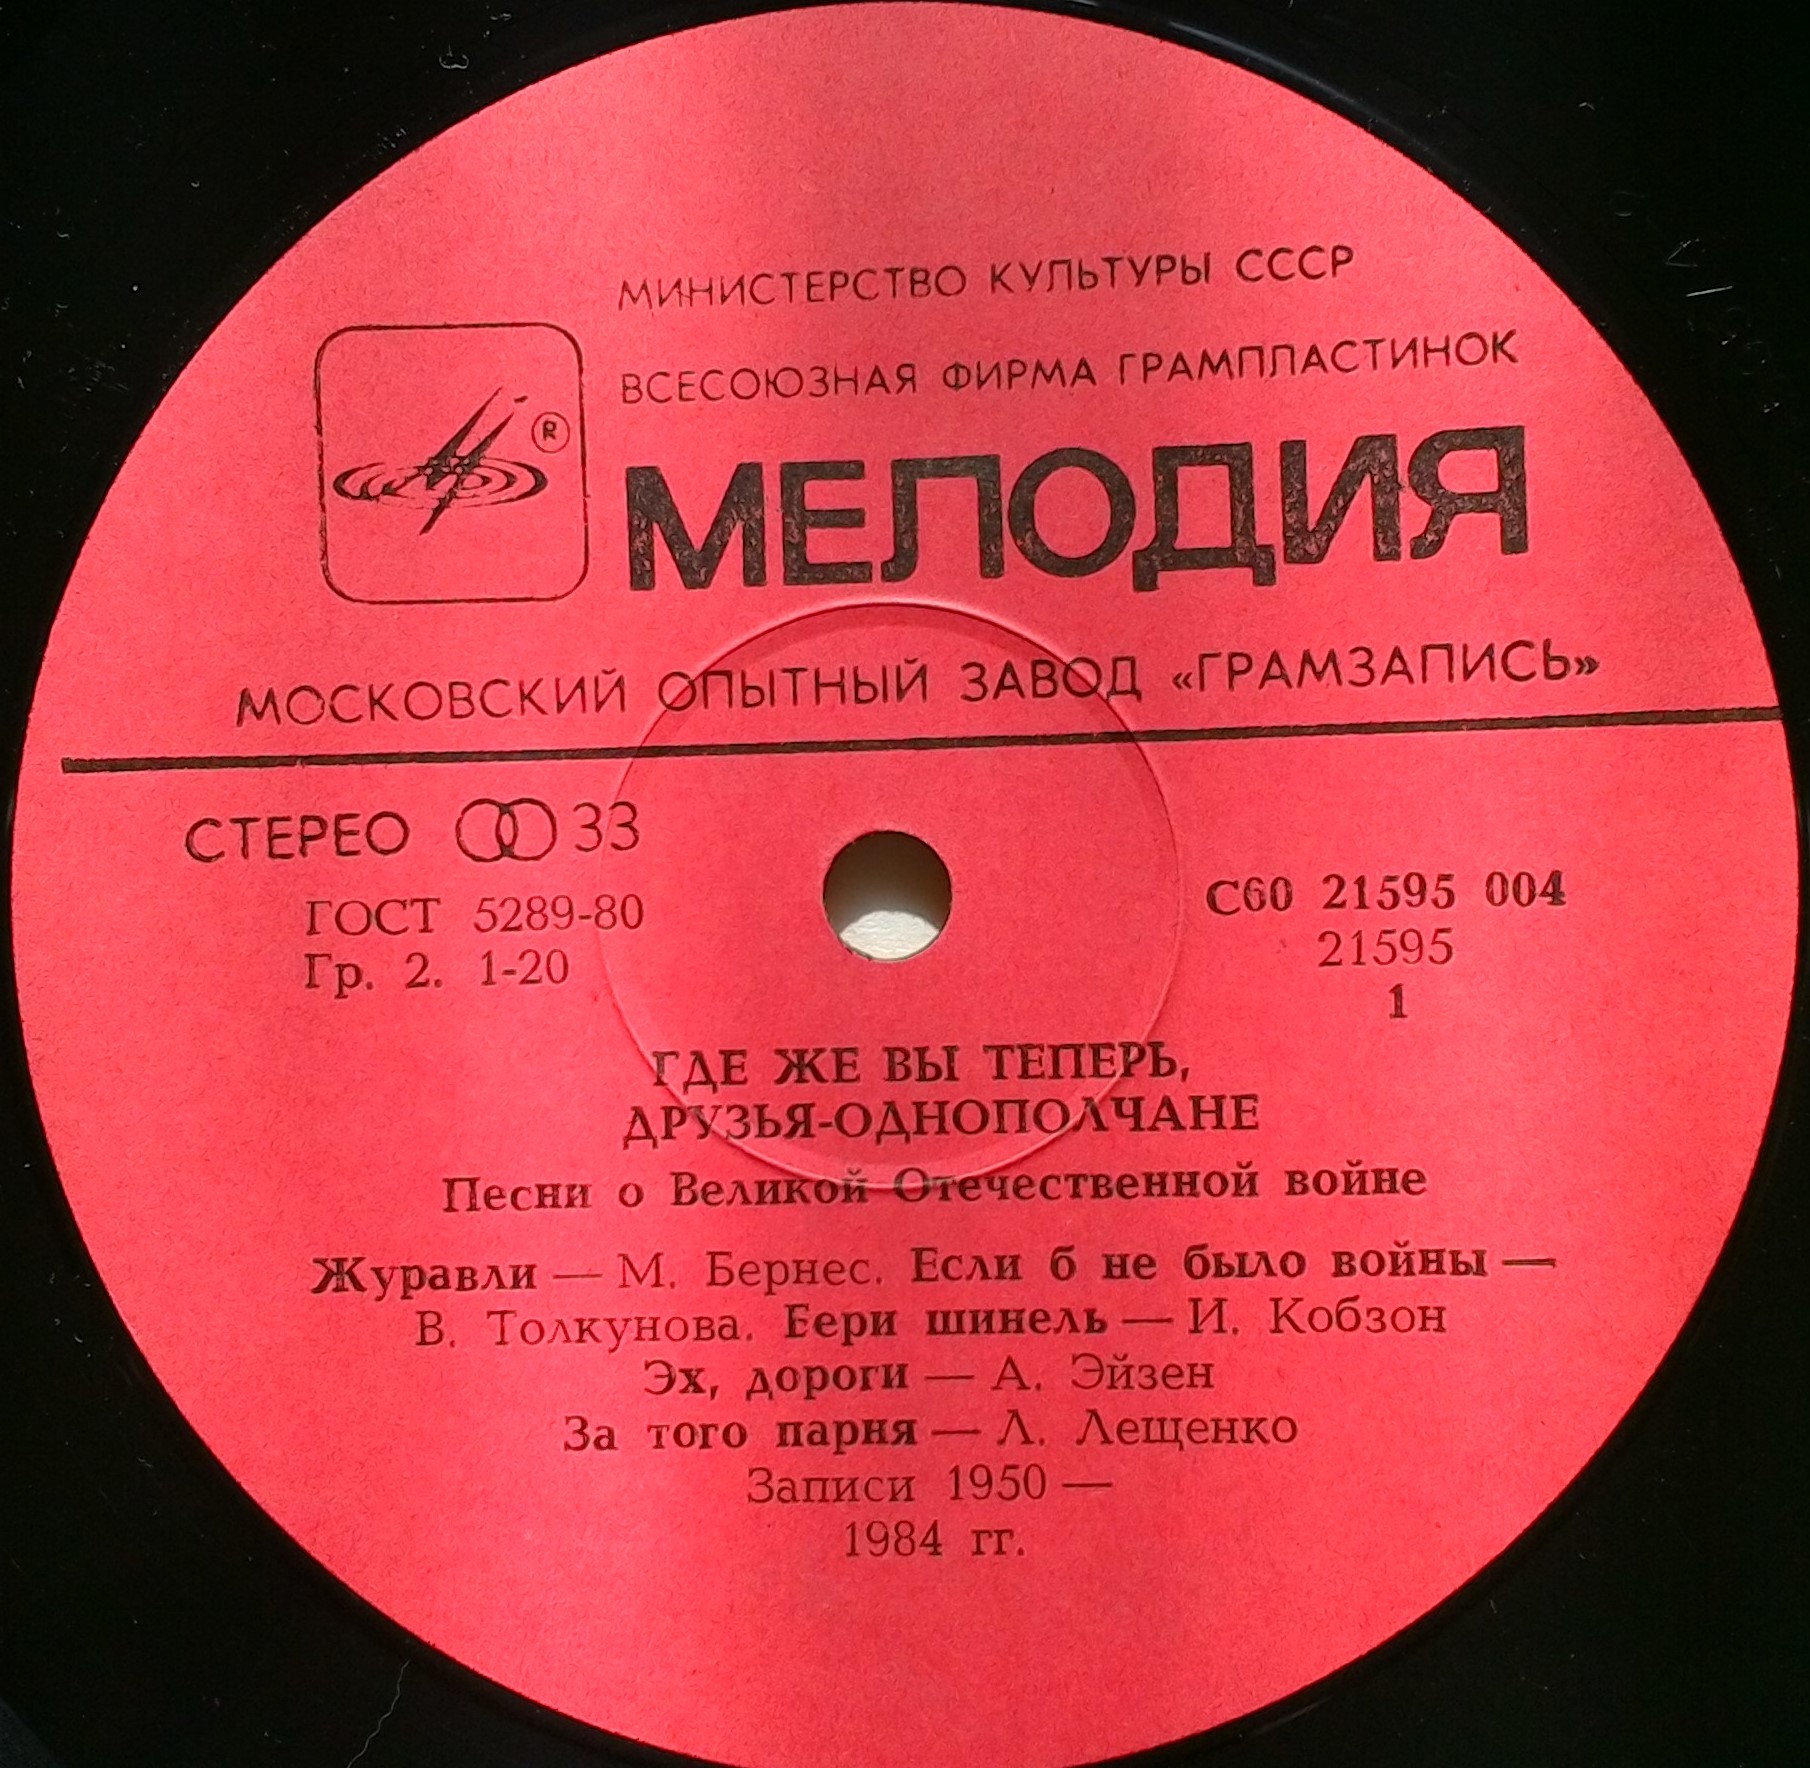 МИНИСТЕРСТВО КУЛЬТУРЫ СССР
ВСЕСОЮЗНАЯ ФИРМА ГРАМПЛАСТИНОК
®
МЕЛОДИЯ
МОСКОВСКИЙ ОПЫТНЫЙ ЗАВОД «ГРАМЗАПИСЬ»
СТЕРЕО 33
ГОСТ 5289-80
Гр. 2. 1-20
С60 21595 004
21595
1
ГДЕ ЖЕ ВЫ ТЕПЕРЬ,
ДРУЗЬЯ-ОДНОПОЛЧАНЕ
Песни о Великой Отечественной войне
Журавли — М. Бернес. Если б не было войны —
В. Толкунова. Бери шинель — И. Кобзон
Эх, дороги — А. Эйзен
За того парня — Л. Лещенко
Записи 1950 —
1984 гг.